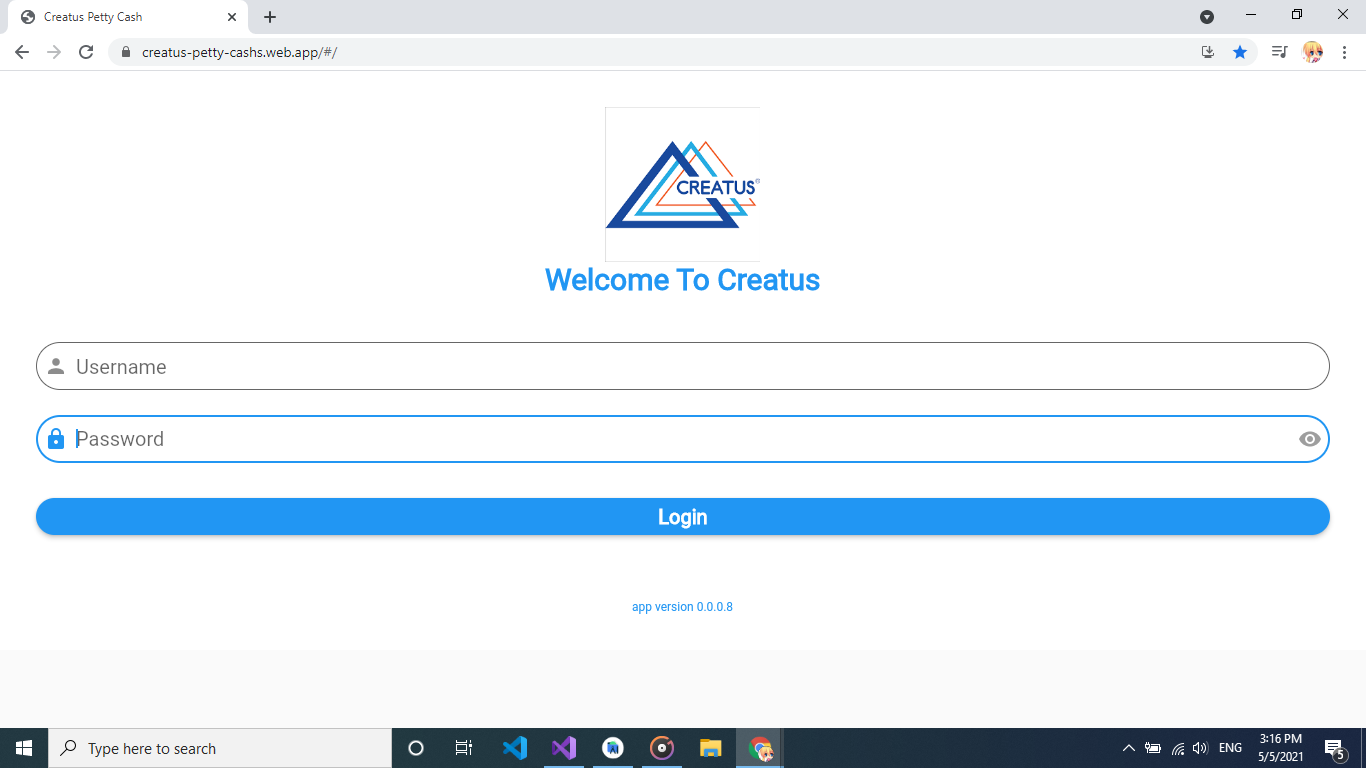 Creatus Petty Cash
creatus-petty-cashs.web.app/#/
CREATUS®
Welcome To Creatus
Username
Password
Login
app version 0.0.0.8
Type here to search
ENG
3:16 PM
5/5/2021
5